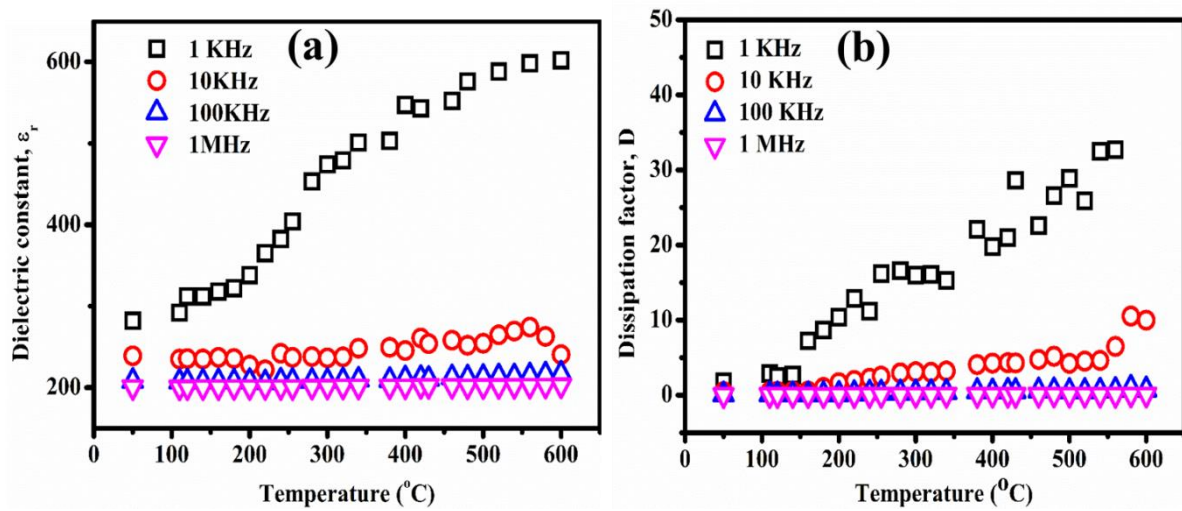 (a)
1 KHz
10KHz
100KHz
1MHz
600
400
200
0 100 200 300 400 500 600
Dielectric constant, εr
Temperature (°C)
(b)
1 KHz
10 KHz
100 KHz
1 MHz
50
40
30
20
10
0
0 100 200 300 400 500 600
Dissipation factor, D
Temperature (°C)